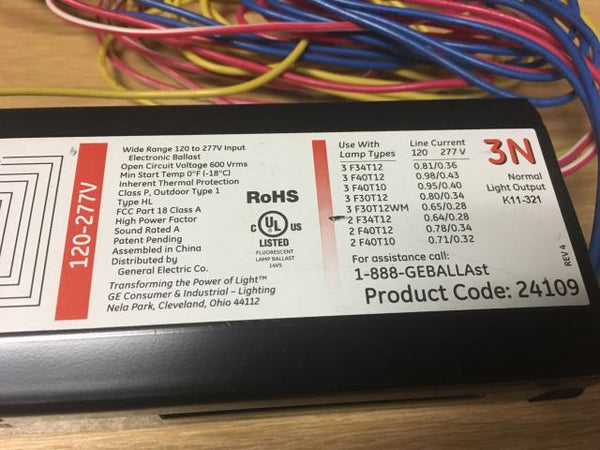 120-277V
Wide Range 120 to 277V Input
Electronic Ballast
Open Circuit Voltage 600 Vrms
Min Start Temp 0°F (-18°C)
Inherent Thermal Protection
Class P, Outdoor Type 1
Type HL
FCC Part 18 Class A
High Power Factor
Sound Rated A
Patent Pending
Assembled in China
Distributed by
General Electric Co.
Transforming the Power of Light™
GE Consumer & Industrial – Lighting
Nela Park, Cleveland, Ohio 44112
RoHS
C UL US
LISTED
FLUORESCENT
LAMP BALLAST
14V5
Use With Line Current
Lamp Types 120 277 V
3 F34T12 0.81/0.36
3 F40T12 0.98/0.43
3 F40T10 0.95/0.40
3 F30T12 0.80/0.34
3 F30T12WM 0.65/0.28
2 F34T12 0.64/0.28
2 F40T12 0.78/0.34
2 F40T10 0.71/0.32
For assistance call:
1-888-GEBALLAst
Product Code: 24109
3N
Normal
Light Output
K11-321
REV 4